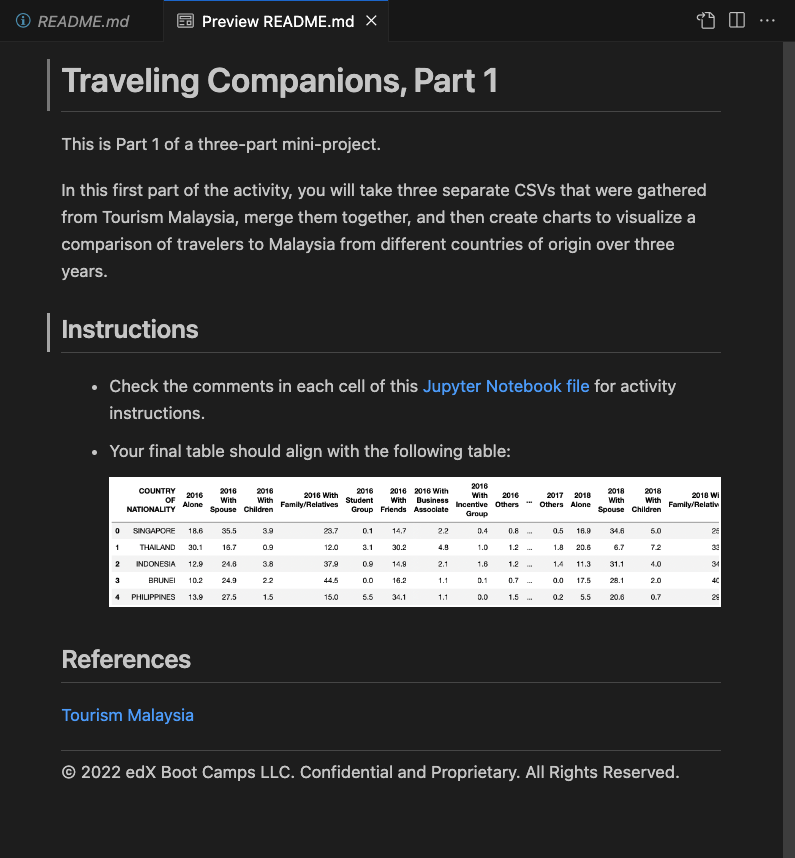 README.md
Preview README.md
Traveling Companions, Part 1
This is Part 1 of a three-part mini-project.
In this first part of the activity, you will take three separate CSVs that were gathered
from Tourism Malaysia, merge them together, and then create charts to visualize a
comparison of travelers to Malaysia from different countries of origin over three
years.
Instructions
• Check the comments in each cell of this Jupyter Notebook file for activity
instructions.
• Your final table should align with the following table:
COUNTRY OF NATIONALITY 2016 Alone 2016 With Spouse 2016 With Children 2016 With Family/Relatives 2016 Student Group 2016 With Friends 2016 With Business Associate 2016 With Incentive Group 2016 Others ... 2017 Others 2018 Alone 2018 With Spouse 2018 With Children 2018 Wi Family/Relativ
0 SINGAPORE 18.6 35.5 3.9 23.7 0.1 14.7 2.2 0.4 0.8 ... 0.5 16.9 34.6 5.0 25
1 THAILAND 30.1 16.7 0.9 12.0 3.1 30.2 4.8 1.0 1.2 ... 1.8 20.6 6.7 7.2 33
2 INDONESIA 12.9 24.6 3.8 37.9 0.9 14.9 2.1 1.6 1.2 ... 1.4 11.3 31.1 4.0 34
3 BRUNEI 10.2 24.9 2.2 44.5 0.0 16.2 1.1 0.1 0.7 ... 0.0 17.5 28.1 2.0 40
4 PHILIPPINES 13.9 27.5 1.5 15.0 5.5 34.1 1.1 0.0 1.5 ... 0.2 5.5 20.6 0.7 29
References
Tourism Malaysia
© 2022 edX Boot Camps LLC. Confidential and Proprietary. All Rights Reserved.